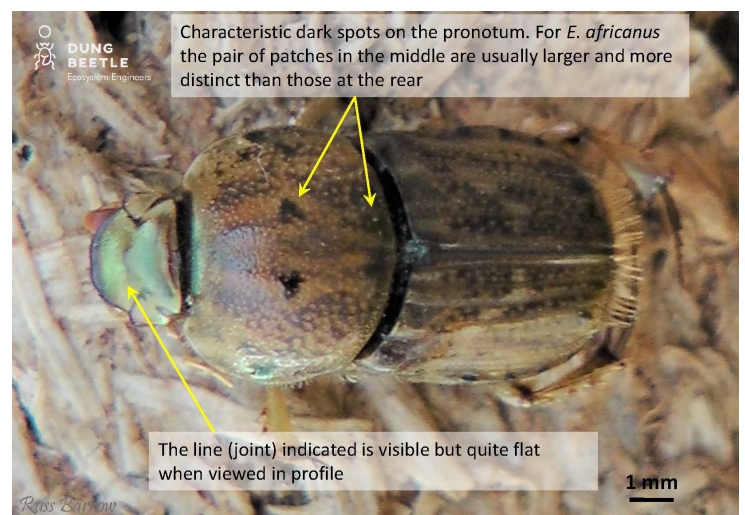 Characteristic dark spots on the pronotum. For E. africanus
the pair of patches in the middle are usually larger and more
distinct than those at the rear
DUNG
BEETLE
Ecosystem Engineers
The line (joint) indicated is visible but quite flat
when viewed in profile
1 mm
Russ Barrow